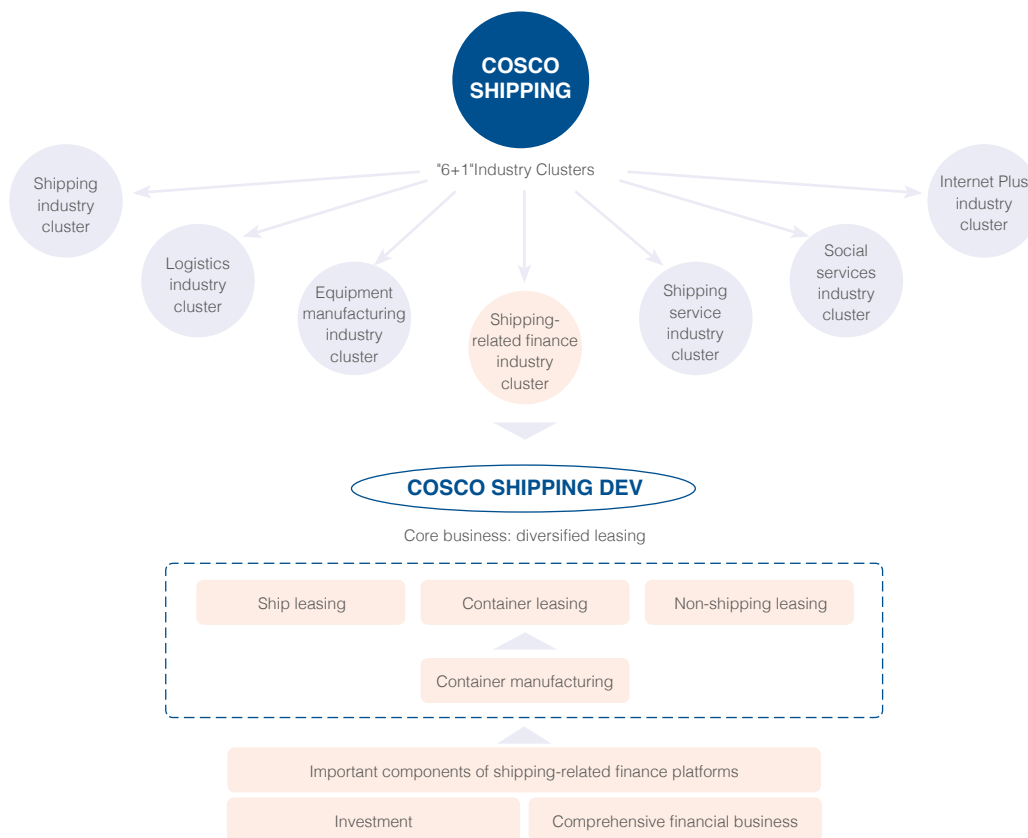 COSCO
SHIPPING
"6+1"Industry Clusters
Shipping
industry
cluster
Logistics
industry
cluster
Equipment
manufacturing
industry
cluster
Shipping-
related finance
industry
cluster
Shipping
service
industry
cluster
Social
services
industry
cluster
Internet Plus
industry
cluster
COSCO SHIPPING DEV
Core business: diversified leasing
Ship leasing
Container leasing
Non-shipping leasing
Container manufacturing
Important components of shipping-related finance platforms
Investment
Comprehensive financial business